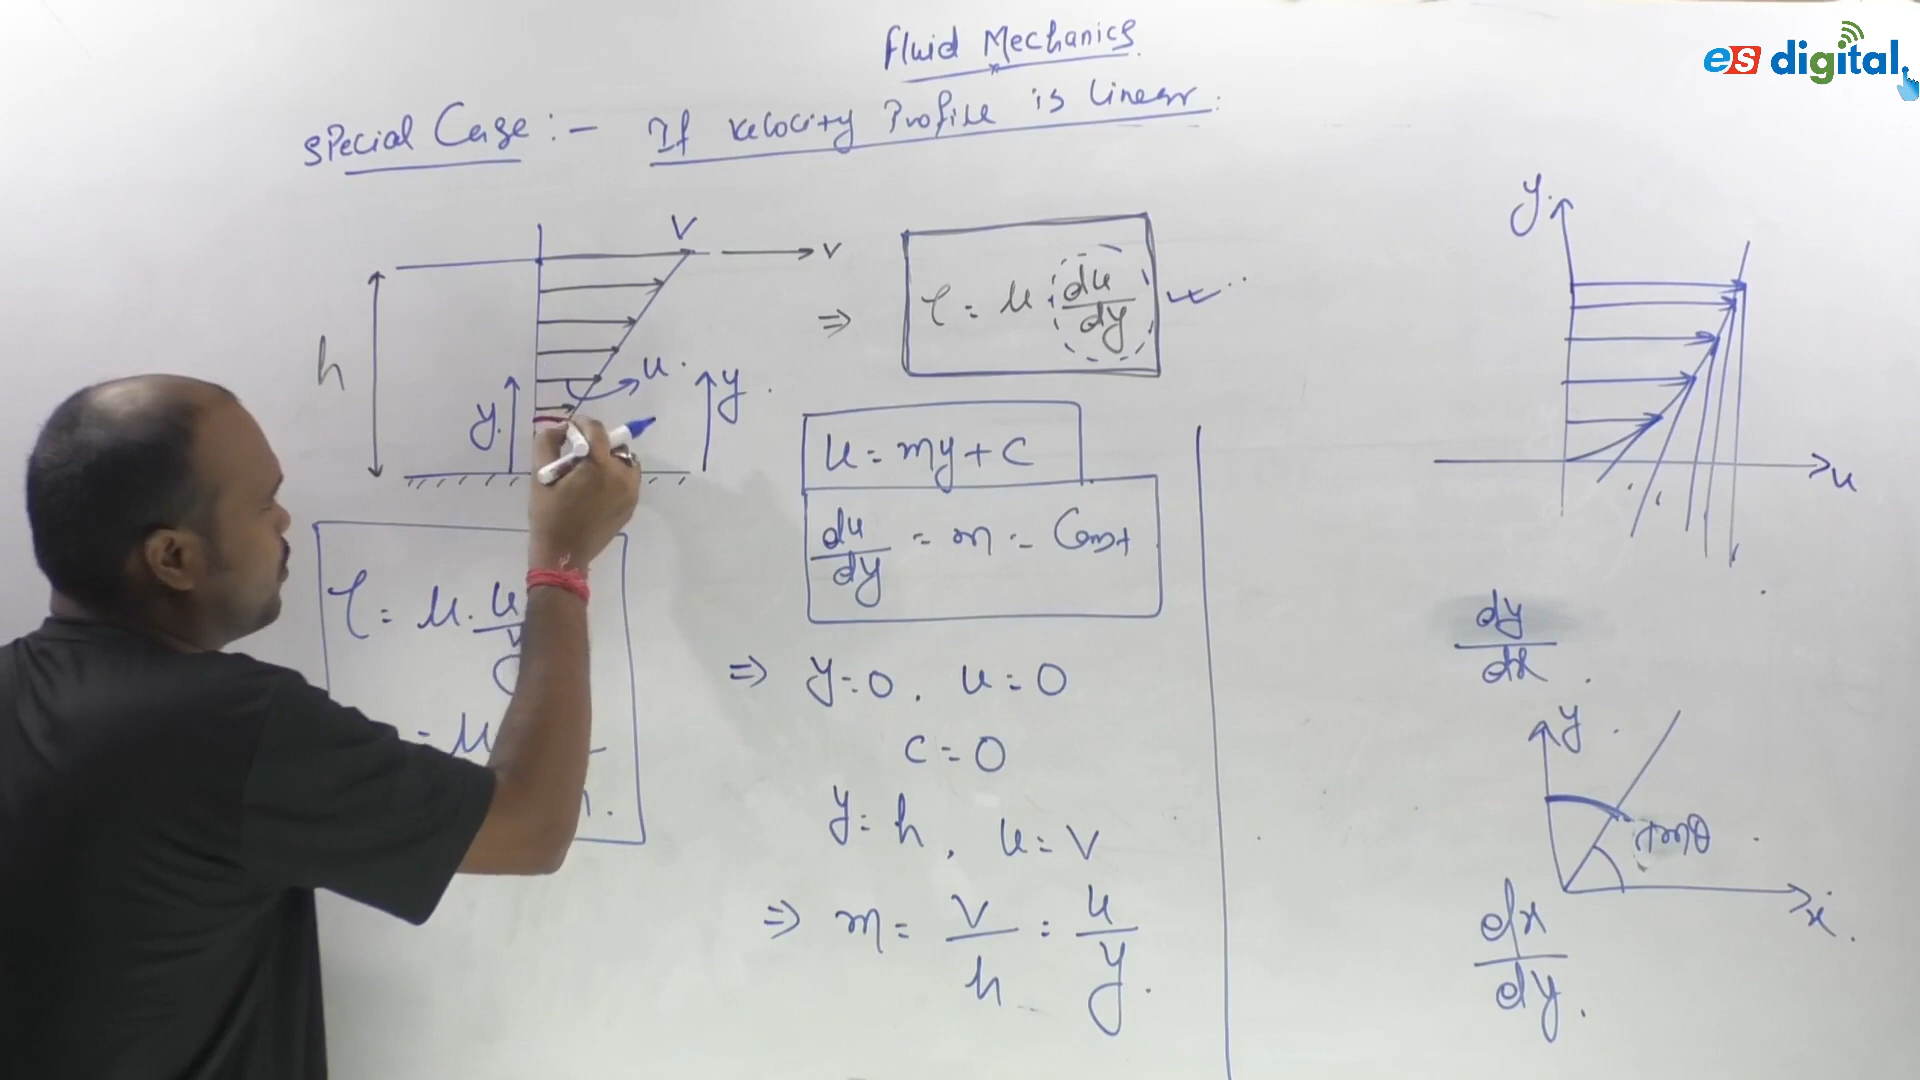 Fluid Mechanics.
es digital.
Special Case :- If velocity Profile is linear.
V
v
h
y.
u.
y.
⇒ τ = μ du/dy
u = my + c
du/dy = m = Const
τ = μ. u
= μ
⇒ y=0, u=0
c=0
y=h, u=V
⇒ m = V/h = u/y.
y.
u
dy/dx.
y.
tanθ
x.
dx/dy.